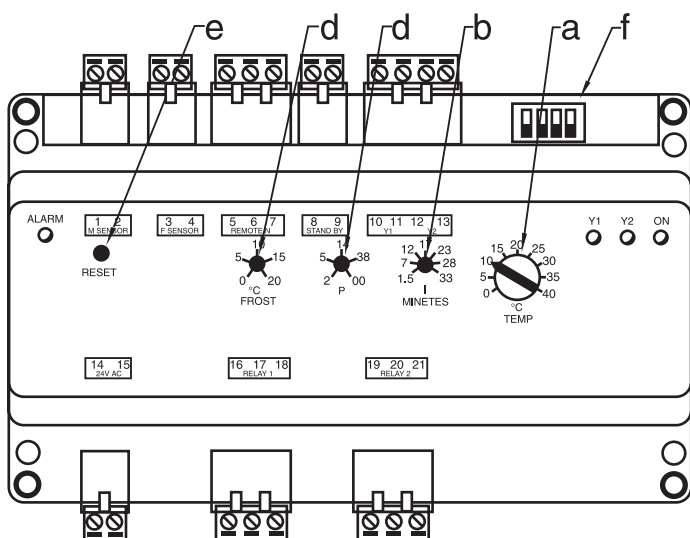 e d d b a f
ALARM
1 2
M SENSOR
3 4
F SENSOR
5 6 7
REMOTE N
8 9
STAND BY
10 11 12 13
Y1 Y2
Y1 Y2 ON
RESET
0 5 10 15 20
°C
FROST
2 5 14 38 00
P
1.5 7 12 17 23 28 33
I
MINETES
0 5 10 15 20 25 30 35 40
°C
TEMP
14 15
24V AC
16 17 18
RELAY 1
19 20 21
RELAY 2